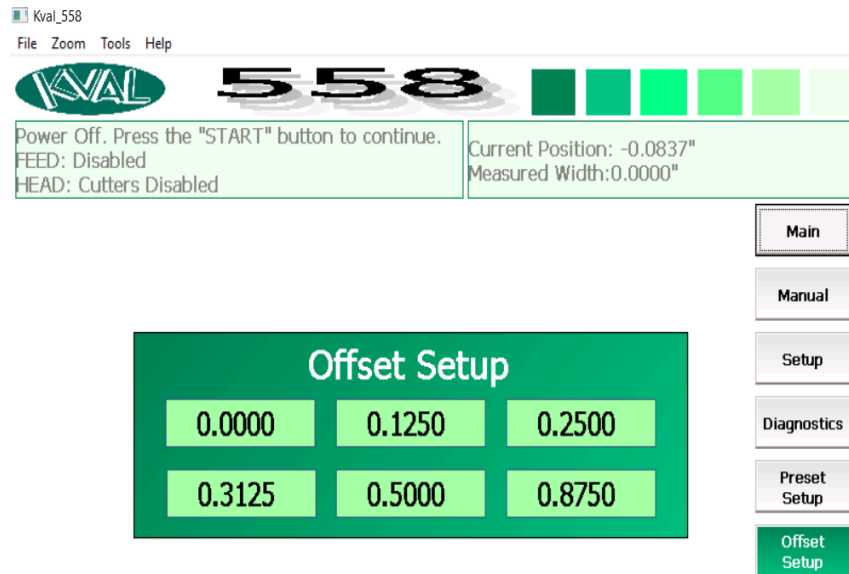 Kval_558
File Zoom Tools Help
KVAL 558
Power Off. Press the "START" button to continue.
FEED: Disabled
HEAD: Cutters Disabled
Current Position: -0.0837"
Measured Width:0.0000"
Main
Manual
Setup
Diagnostics
Preset
Setup
Offset
Setup
Offset Setup
0.0000 0.1250 0.2500
0.3125 0.5000 0.8750